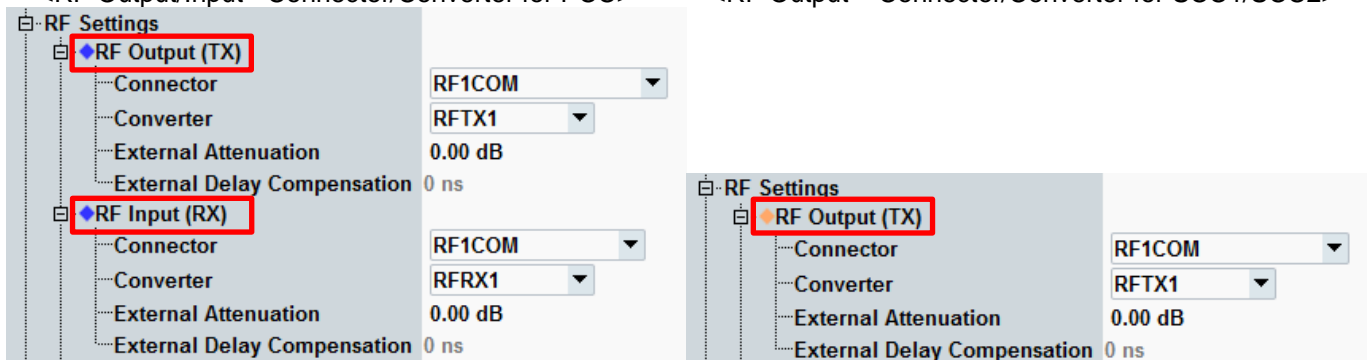 RF Settings
RF Output (TX)
Connector RF1COM
Converter RFTX1
External Attenuation 0.00 dB
External Delay Compensation 0 ns
RF Input (RX)
Connector RF1COM
Converter RFRX1
External Attenuation 0.00 dB
External Delay Compensation 0 ns
RF Settings
RF Output (TX)
Connector RF1COM
Converter RFTX1
External Attenuation 0.00 dB
External Delay Compensation 0 ns